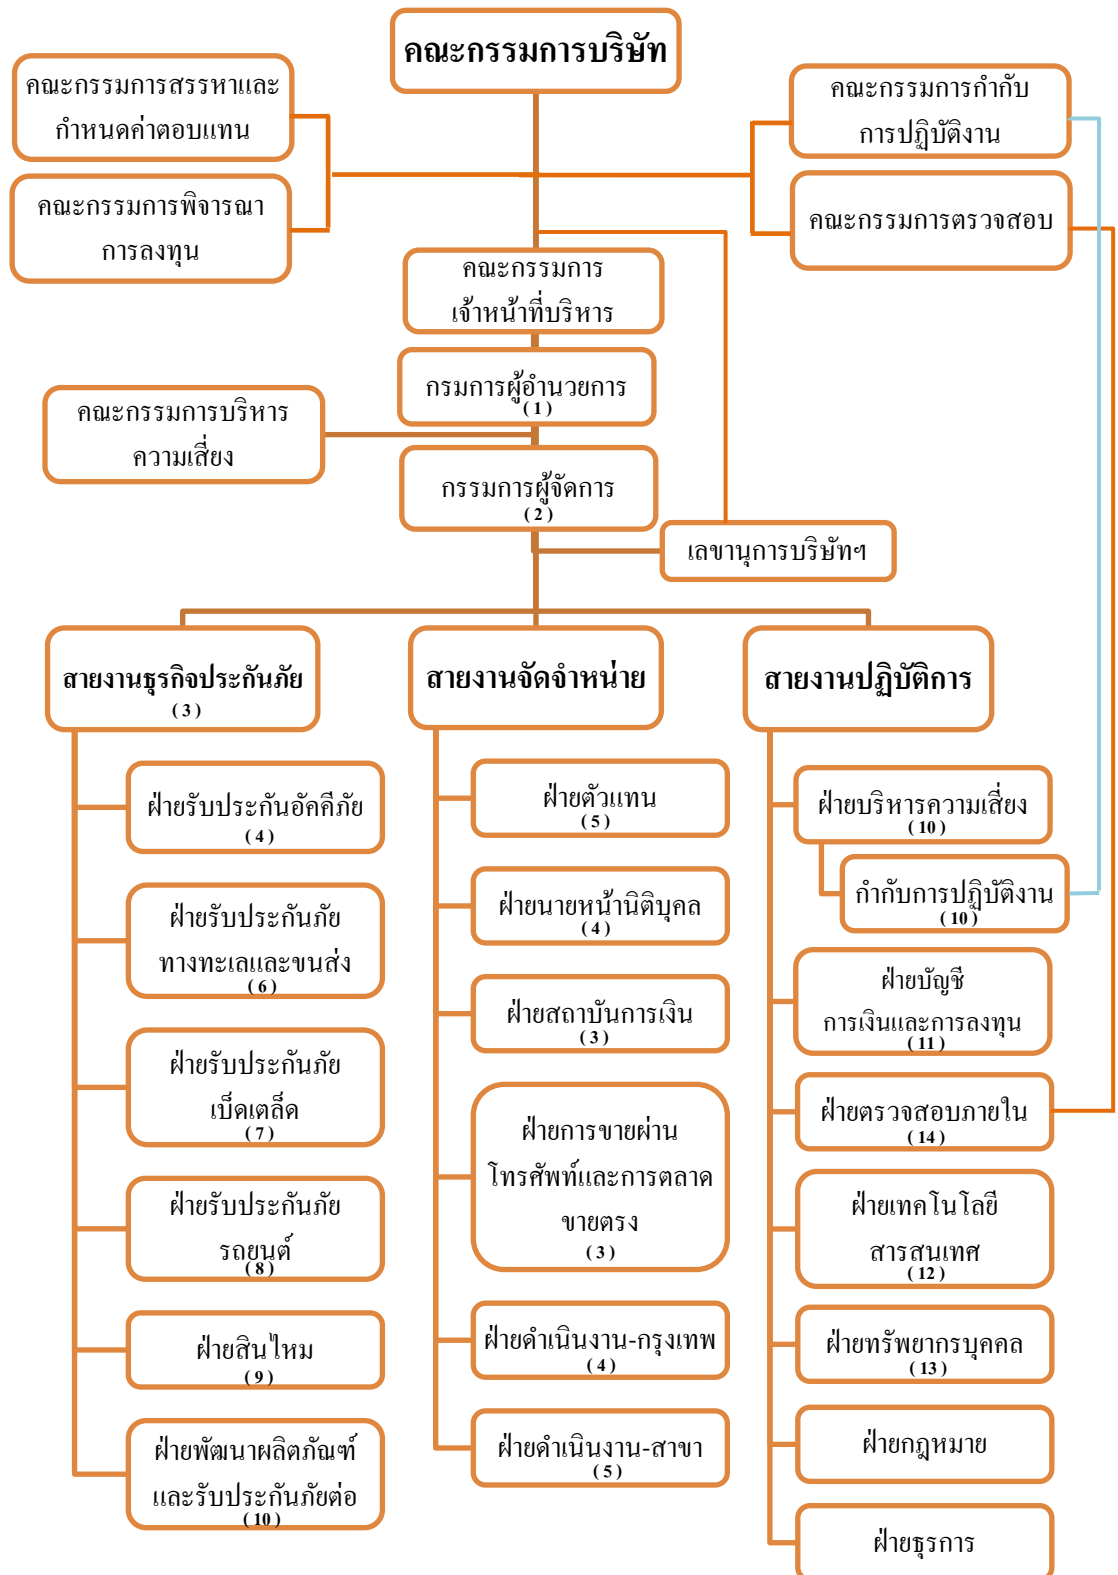 คณะกรรมการบริษัท
คณะกรรมการสรรหาและ
กำหนดค่าตอบแทน
คณะกรรมการกำกับ
การปฏิบัติงาน
คณะกรรมการพิจารณา
การลงทุน
คณะกรรมการตรวจสอบ
คณะกรรมการ
เจ้าหน้าที่บริหาร
กรมการผู้อำนวยการ
( 1 )
คณะกรรมการบริหาร
ความเสี่ยง
กรรมการผู้จัดการ
( 2 )
เลขานุการบริษัทฯ
สายงานธุรกิจประกันภัย
( 3 )
ฝ่ายรับประกันอัคคีภัย
( 4 )
ฝ่ายรับประกันภัย
ทางทะเลและขนส่ง
( 6 )
ฝ่ายรับประกันภัย
เบ็ดเตล็ด
( 7 )
ฝ่ายรับประกันภัย
รถยนต์
( 8 )
ฝ่ายสินไหม
( 9 )
ฝ่ายพัฒนาผลิตภัณฑ์
และรับประกันภัยต่อ
( 10 )
สายงานจัดจำหน่าย
ฝ่ายตัวแทน
( 5 )
ฝ่ายนายหน้านิติบุคล
( 4 )
ฝ่ายสถาบันการเงิน
( 3 )
ฝ่ายการขายผ่าน
โทรศัพท์และการตลาด
ขายตรง
( 3 )
ฝ่ายดำเนินงาน-กรุงเทพ
( 4 )
ฝ่ายดำเนินงาน-สาขา
( 5 )
สายงานปฏิบัติการ
ฝ่ายบริหารความเสี่ยง
( 10 )
กำกับการปฏิบัติงาน
( 10 )
ฝ่ายบัญชี
การเงินและการลงทุน
( 11 )
ฝ่ายตรวจสอบภายใน
( 14 )
ฝ่ายเทคโนโลยี
สารสนเทศ
( 12 )
ฝ่ายทรัพยากรบุคคล
( 13 )
ฝ่ายกฎหมาย
ฝ่ายธุรการ